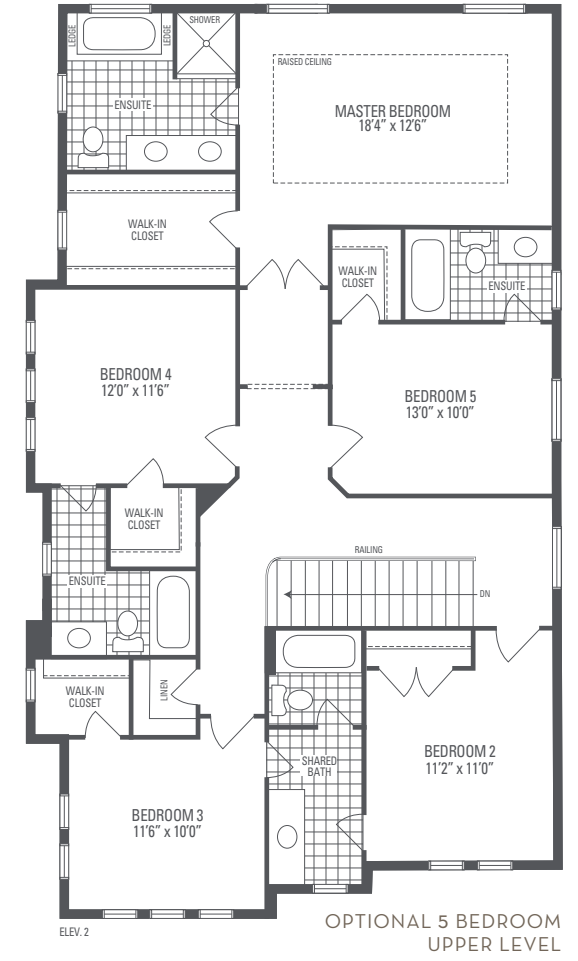 LEDGE
LEDGE
SHOWER
ENSUITE
RAISED CEILING
MASTER BEDROOM
18'4" x 12'6"
WALK-IN
CLOSET
WALK-IN
CLOSET
ENSUITE
BEDROOM 4
12'0" x 11'6"
BEDROOM 5
13'0" x 10'0"
WALK-IN
CLOSET
RAILING
ENSUITE
DN
WALK-IN
CLOSET
LINEN
SHARED
BATH
BEDROOM 2
11'2" x 11'0"
BEDROOM 3
11'6" x 10'0"
ELEV. 2
OPTIONAL 5 BEDROOM
UPPER LEVEL